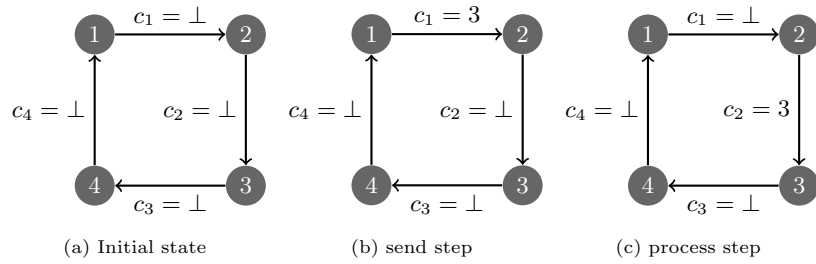 c₁ = ⊥
1
2
c₄ = ⊥
c₂ = ⊥
4
3
c₃ = ⊥
(a) Initial state
c₁ = 3
1
2
c₄ = ⊥
c₂ = ⊥
4
3
c₃ = ⊥
(b) send step
c₁ = ⊥
1
2
c₄ = ⊥
c₂ = 3
4
3
c₃ = ⊥
(c) process step